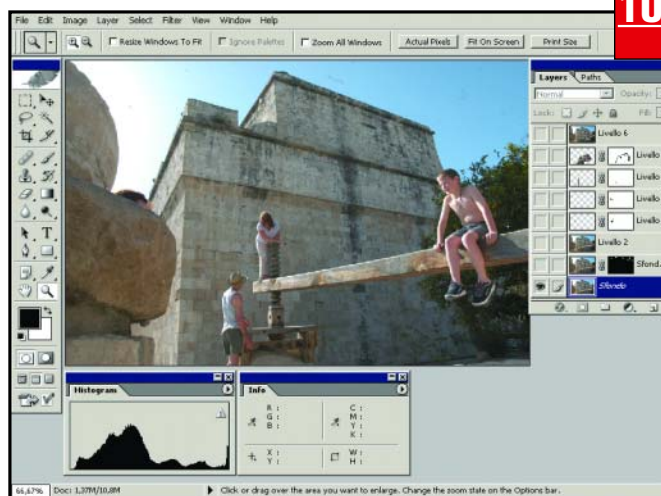 10
File Edit Image Layer Select Filter View Window Help
Resize Windows To Fit Ignore Palettes Zoom All Windows Actual Pixels Fit On Screen Print Size
Layers Paths
Normal Opacity:
Lock: Fill:
Livello 6
Livello
Livello
Livello
Livello
Livello 2
Sfond
Sfondo
Histogram
Info
R : C :
G : M :
B : Y :
K :
X : W :
Y : H :
66,67% Doc: 1,37M/10,8M Click or drag over the area you want to enlarge. Change the zoom state on the Options bar.